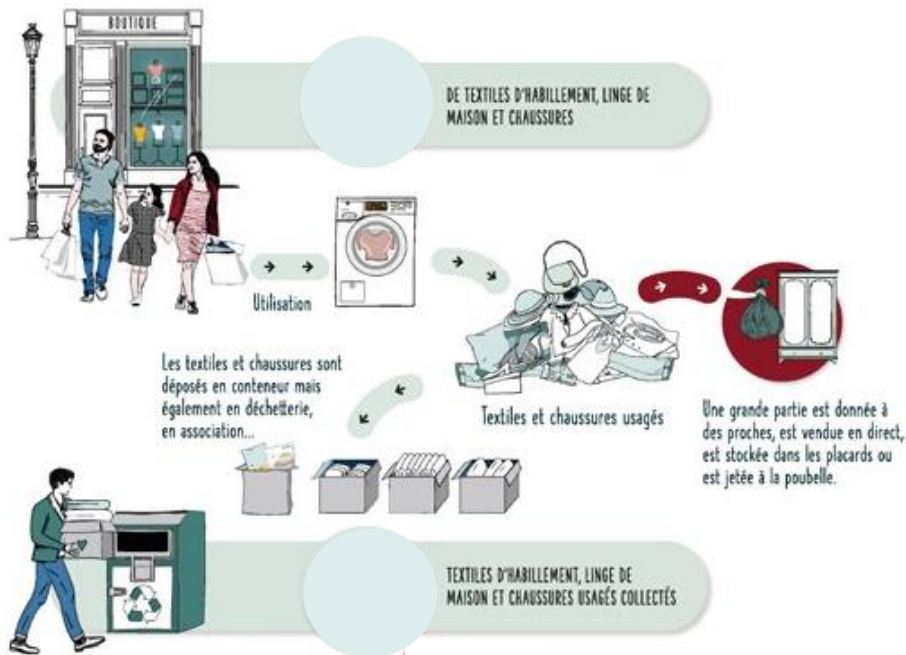 BOUTIQUE
DE TEXTILES D'HABILLEMENT, LINGE DE
MAISON ET CHAUSSURES
Utilisation
Les textiles et chaussures sont
déposés en conteneur mais
également en déchetterie,
en association...
Textiles et chaussures usagés
Une grande partie est donnée à
des proches, est vendue en direct,
est stockée dans les placards ou
est jetée à la poubelle.
TEXTILES D'HABILLEMENT, LINGE DE
MAISON ET CHAUSSURES USAGÉS COLLECTÉS